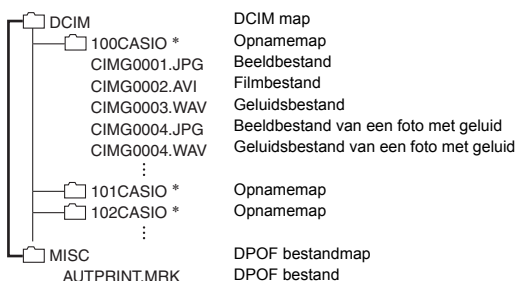 DCIM DCIM map
100CASIO * Opnamemap
CIMG0001.JPG Beeldbestand
CIMG0002.AVI Filmbestand
CIMG0003.WAV Geluidsbestand
CIMG0004.JPG Beeldbestand van een foto met geluid
CIMG0004.WAV Geluidsbestand van een foto met geluid
101CASIO * Opnamemap
102CASIO * Opnamemap
MISC DPOF bestandmap
AUTPRINT.MRK DPOF bestand